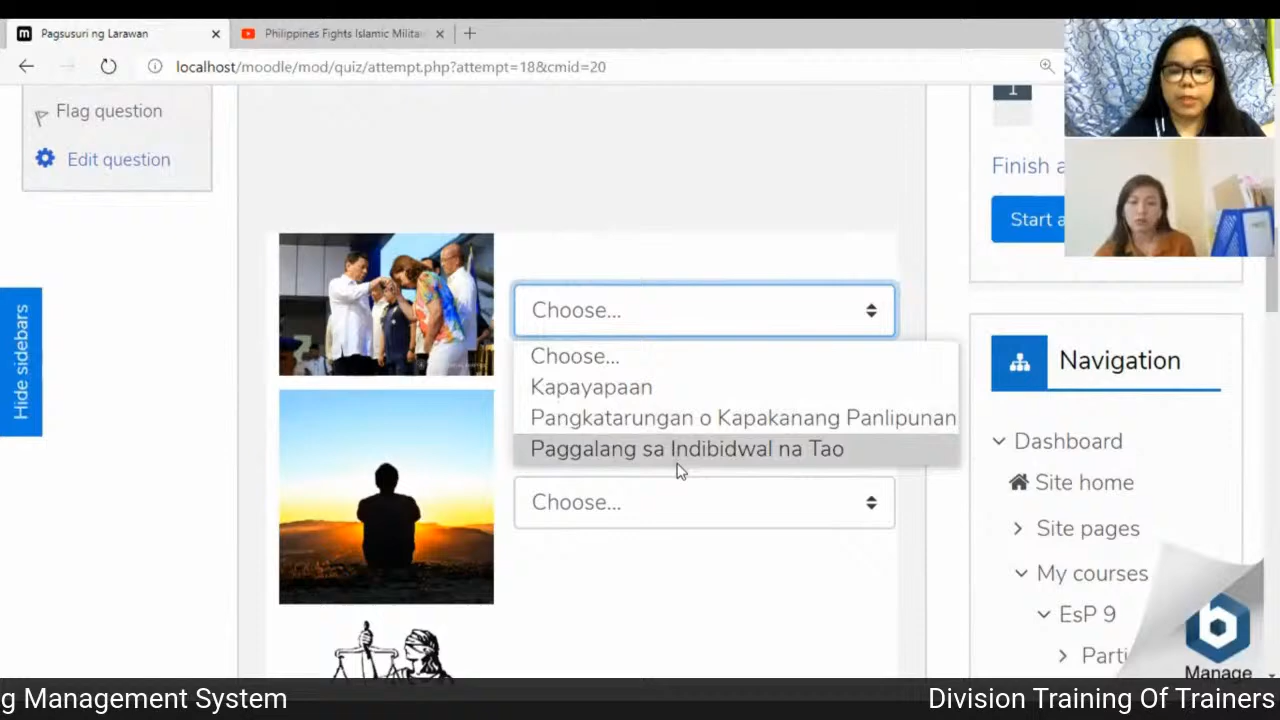 Pagsusuri ng Larawan
Philippines Fights Islamic Milita
localhost/moodle/mod/quiz/attempt.php?attempt=18&cmid=20
Flag question
Edit question
Hide sidebars
Choose...
Choose...
Kapayapaan
Pangkatarungan o Kapakanang Panlipunan
Paggalang sa Indibidwal na Tao
Choose...
1
Finish a
Start a
Navigation
Dashboard
Site home
Site pages
My courses
EsP 9
Parti
Manage
g Management System
Division Training Of Trainers